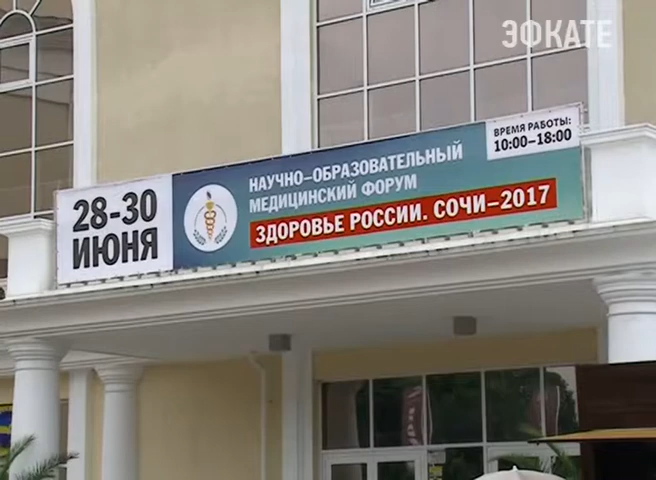 ЭФКАТЕ
28-30
ИЮНЯ
НАУЧНО-ОБРАЗОВАТЕЛЬНЫЙ
МЕДИЦИНСКИЙ ФОРУМ
ЗДОРОВЬЕ РОССИИ. СОЧИ-2017
ВРЕМЯ РАБОТЫ:
10:00-18:00